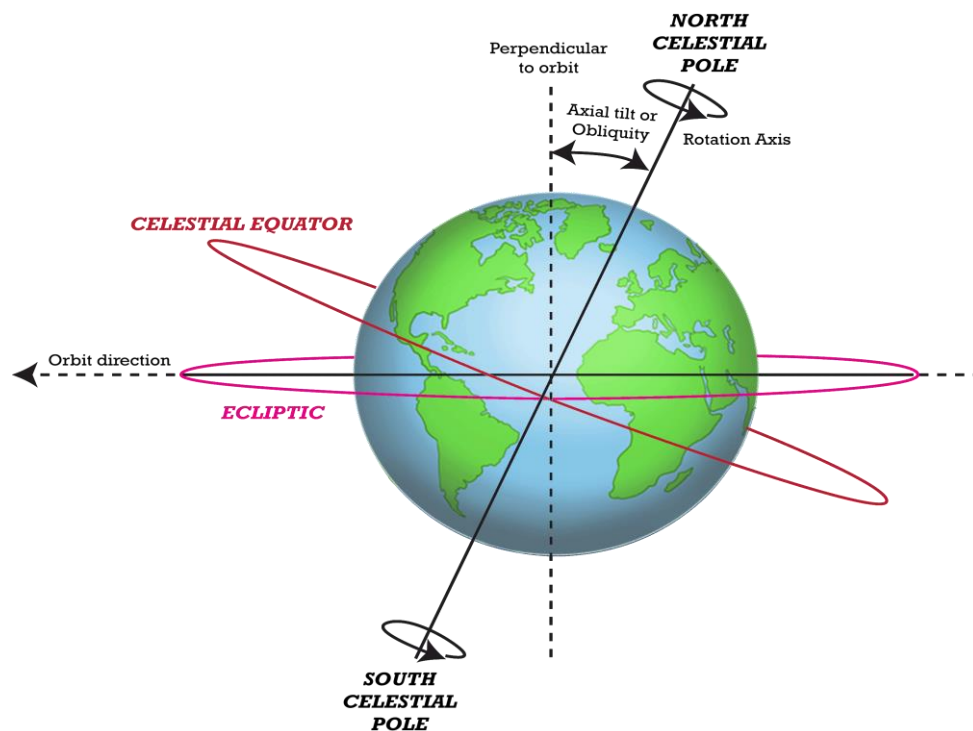 NORTH
CELESTIAL
POLE
Perpendicular
to orbit
Axial tilt or
Obliquity
Rotation Axis
CELESTIAL EQUATOR
Orbit direction
ECLIPTIC
SOUTH
CELESTIAL
POLE